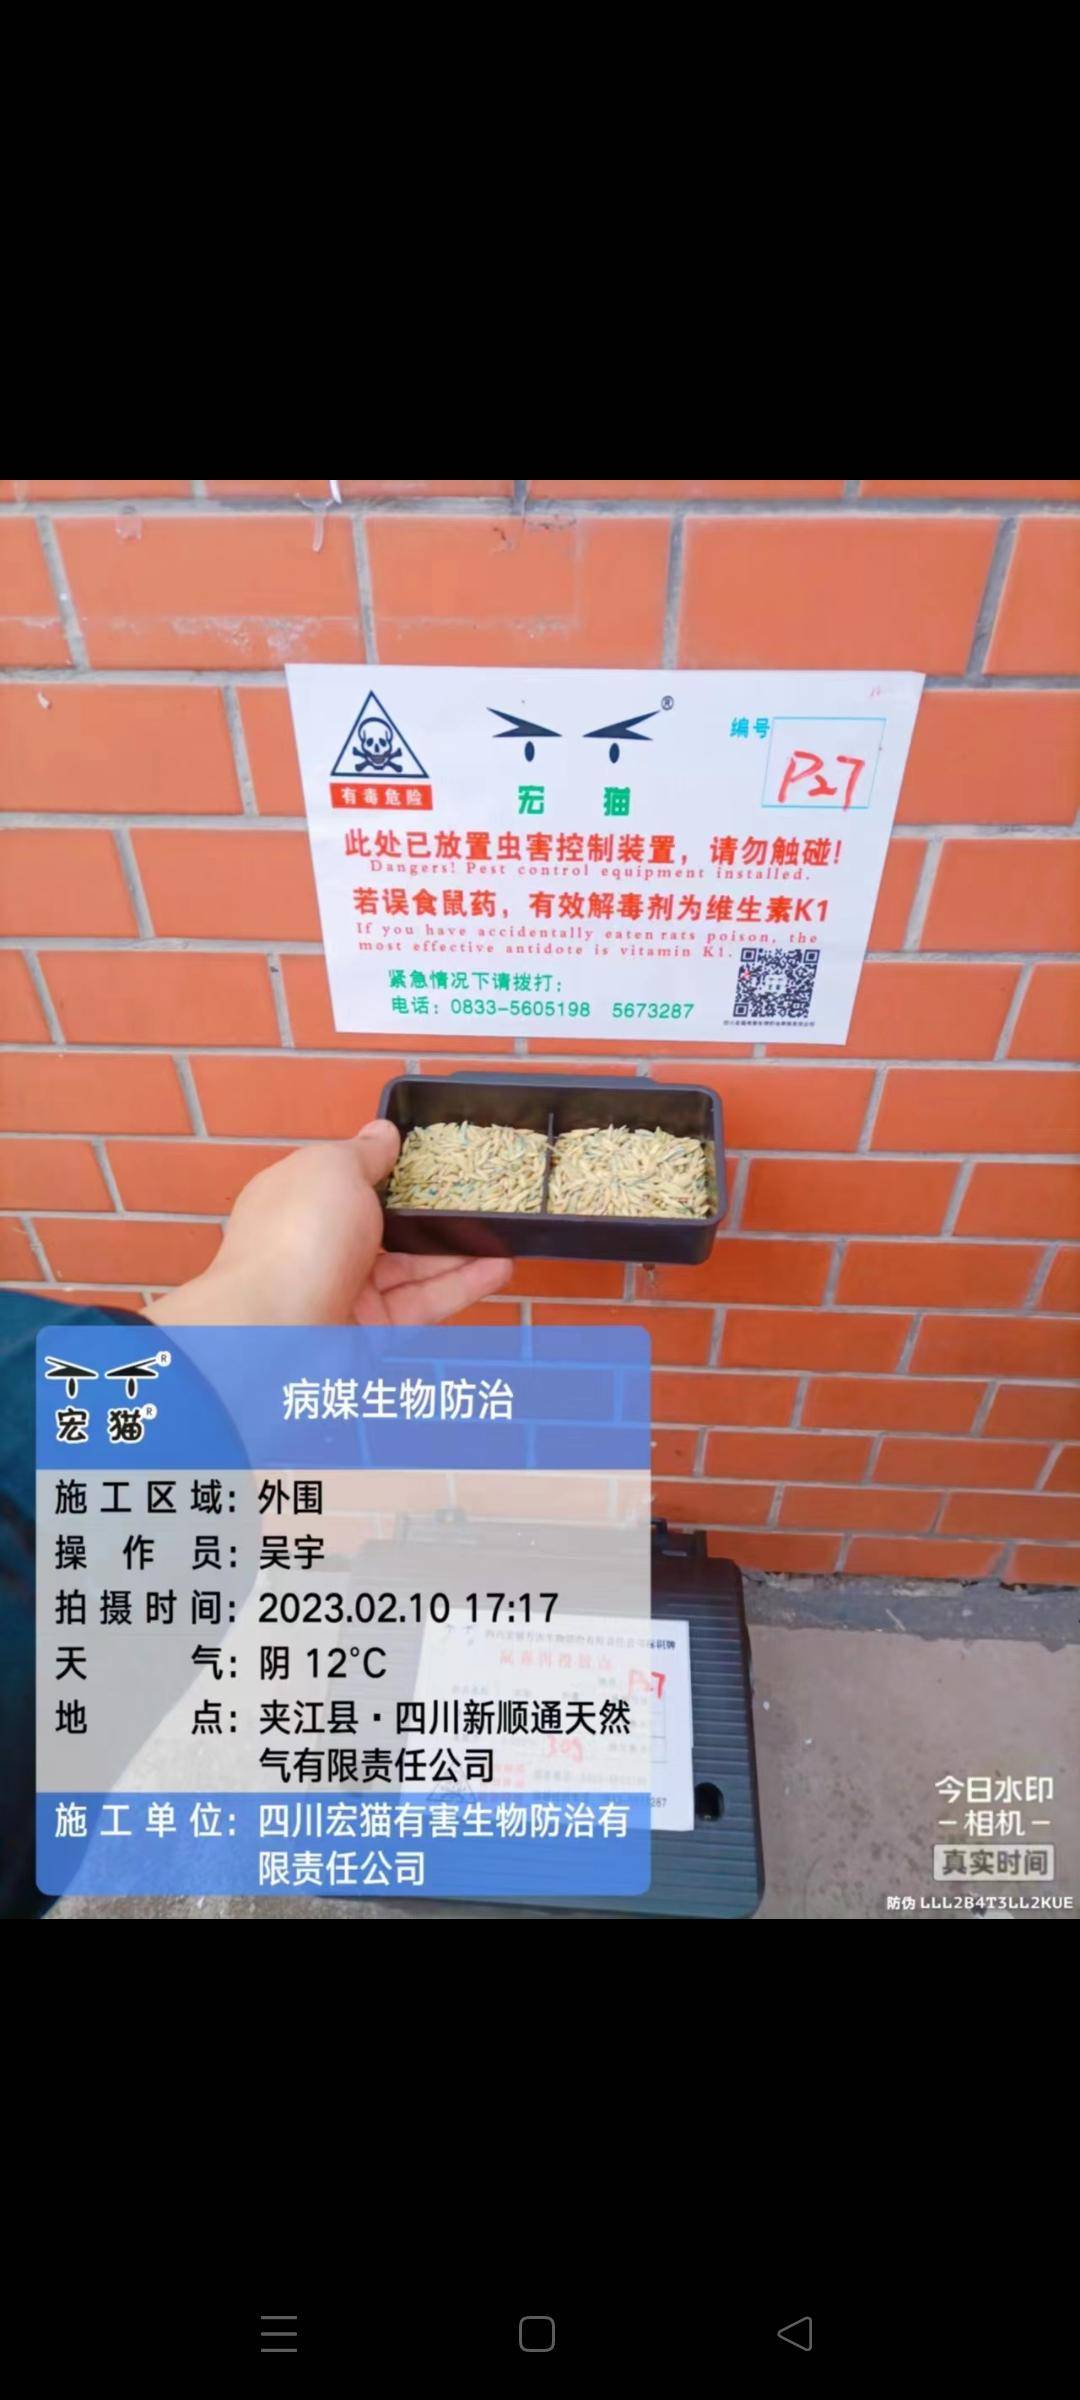 ®
编号
P27
有毒危险
宏 猫
此处已放置虫害控制装置，请勿触碰!
Dangers! Pest control equipment installed.
若误食鼠药，有效解毒剂为维生素K1
If you have accidentally eaten rats poison, the
most effective antidote is vitamin K1.
紧急情况下请拨打：
电话：0833-5605198 5673287
宏猫
病媒生物防治
施工区域：外围
操作员：吴宇
拍摄时间：2023.02.10 17:17
天气：阴 12°C
地点：夹江县·四川新顺通天然
气有限责任公司
施工单位：四川宏猫有害生物防治有
限责任公司
P27
30g
今日水印
相机
真实时间
防伪 LLL2B4T3LL2KUE